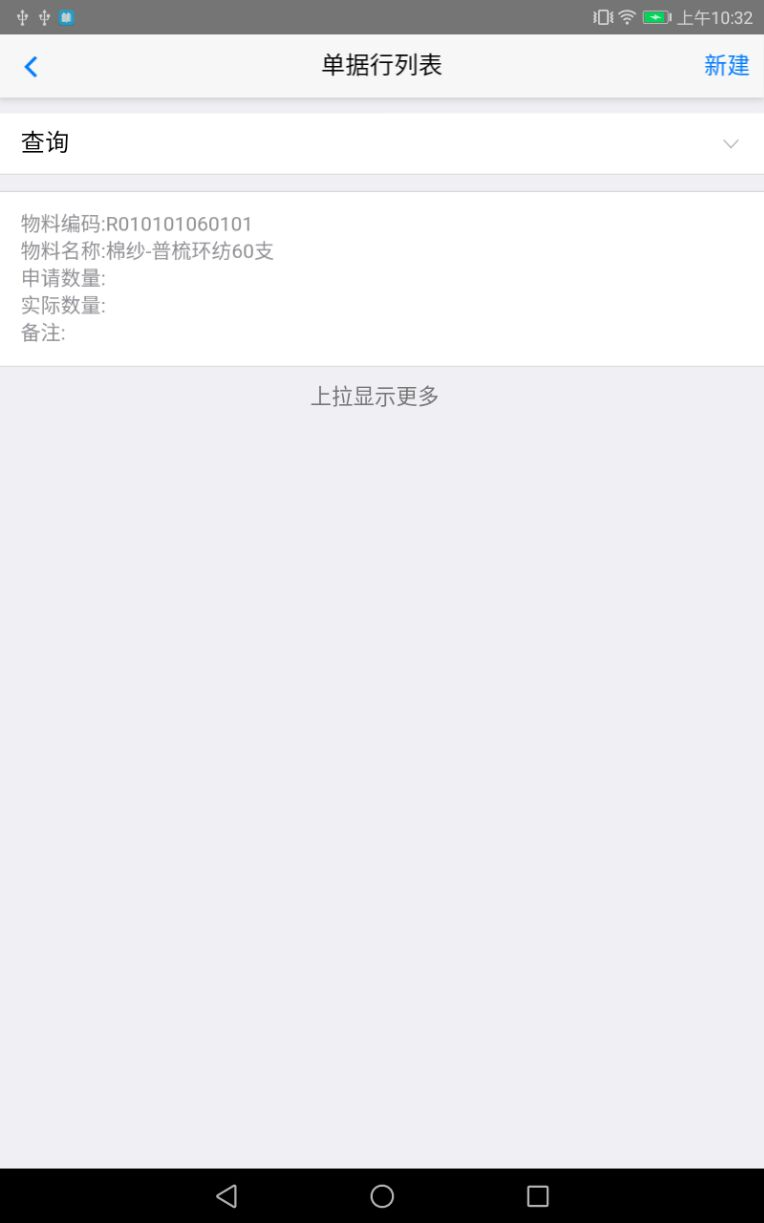 上午10:32
单据行列表
新建
查询
物料编码:R010101060101
物料名称:棉纱-普梳环纺60支
申请数量:
实际数量:
备注:
上拉显示更多